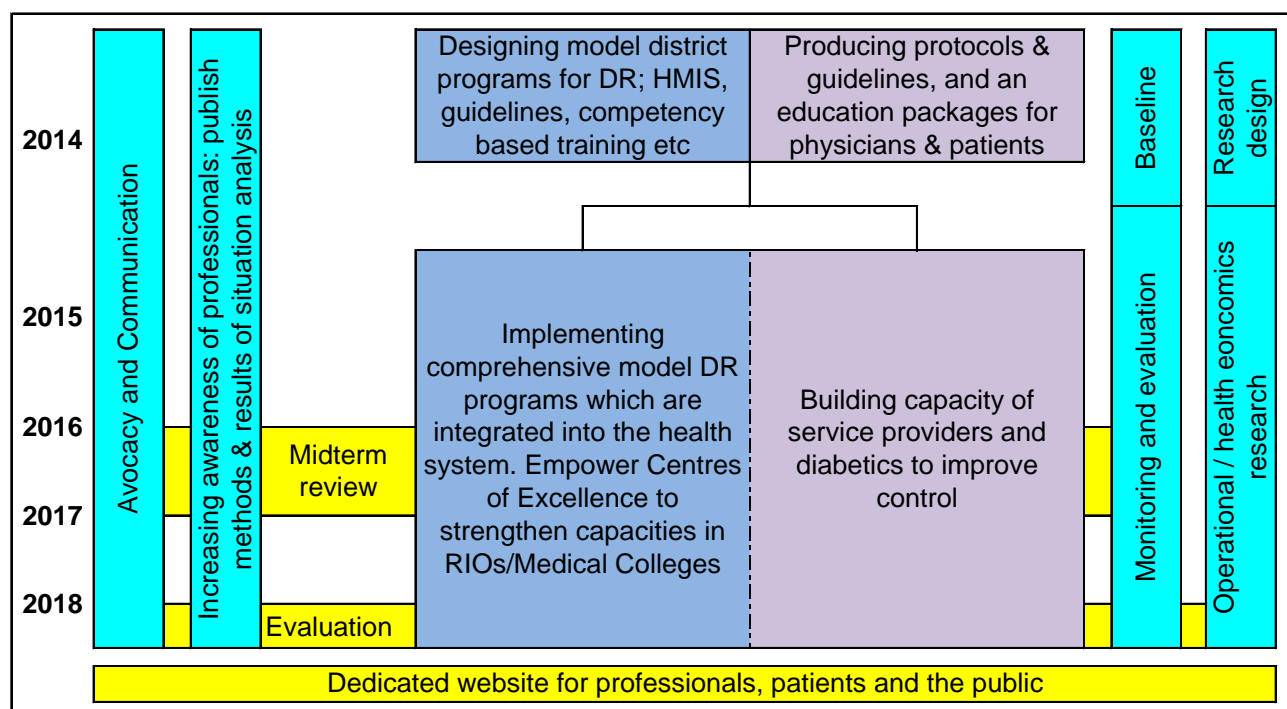 2014
2015
2016
2017
2018
Avocacy and Communication
Increasing awareness of professionals: publish
methods & results of situation analysis
Designing model district
programs for DR; HMIS,
guidelines, competency
based training etc
Producing protocols &
guidelines, and an
education packages for
physicians & patients
Baseline
Research
design
Midterm
review
Implementing
comprehensive model DR
programs which are
integrated into the health
system. Empower Centres
of Excellence to
strengthen capacities in
RIOs/Medical Colleges
Building capacity of
service providers and
diabetics to improve
control
Monitoring and evaluation
Operational / health eoncomics
research
Evaluation
Dedicated website for professionals, patients and the public